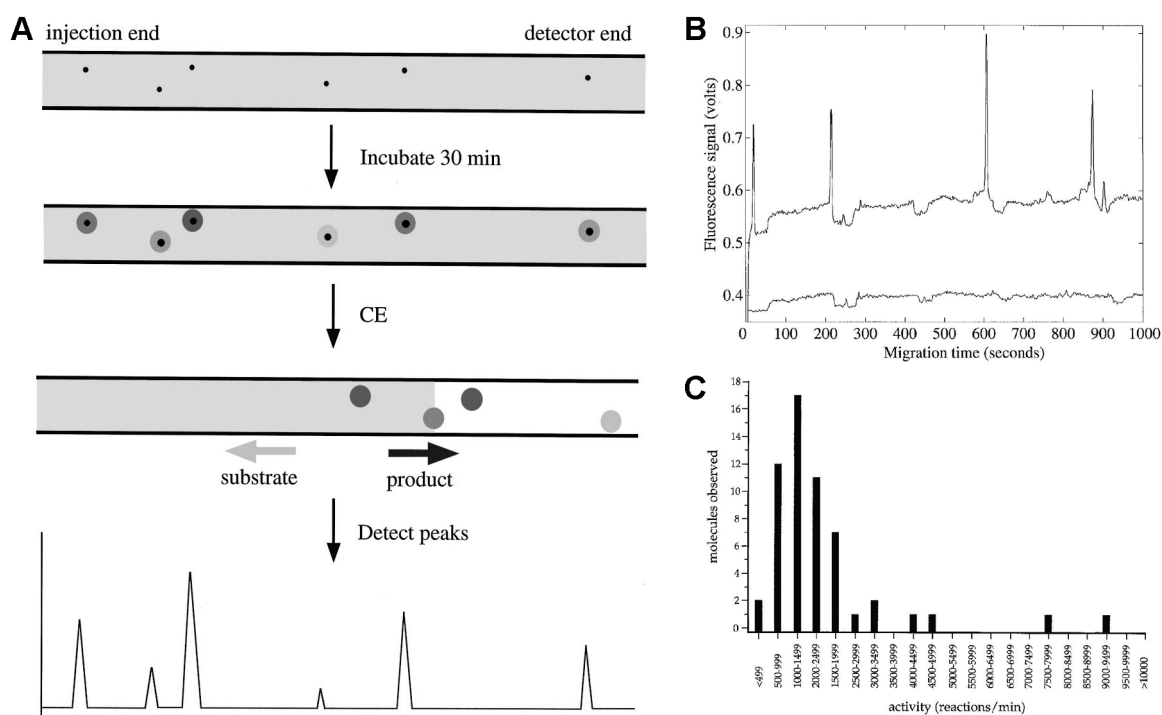 A
injection end
detector end
Incubate 30 min
CE
substrate
product
Detect peaks
B
Fluorescence signal (volts)
0.9
0.8
0.7
0.6
0.5
0.4
0 100 200 300 400 500 600 700 800 900 1000
Migration time (seconds)
C
molecules observed
18
16
14
12
10
8
6
4
2
0
<499
500-999
1000-1499
2000-2499
1500-1999
2500-2999
3000-3499
3500-3999
4000-4499
4500-4999
5000-5499
5500-5999
6000-6499
6500-6999
7000-7499
7500-7999
8000-8499
8500-8999
9000-9499
9500-9999
>10000
activity (reactions/min)